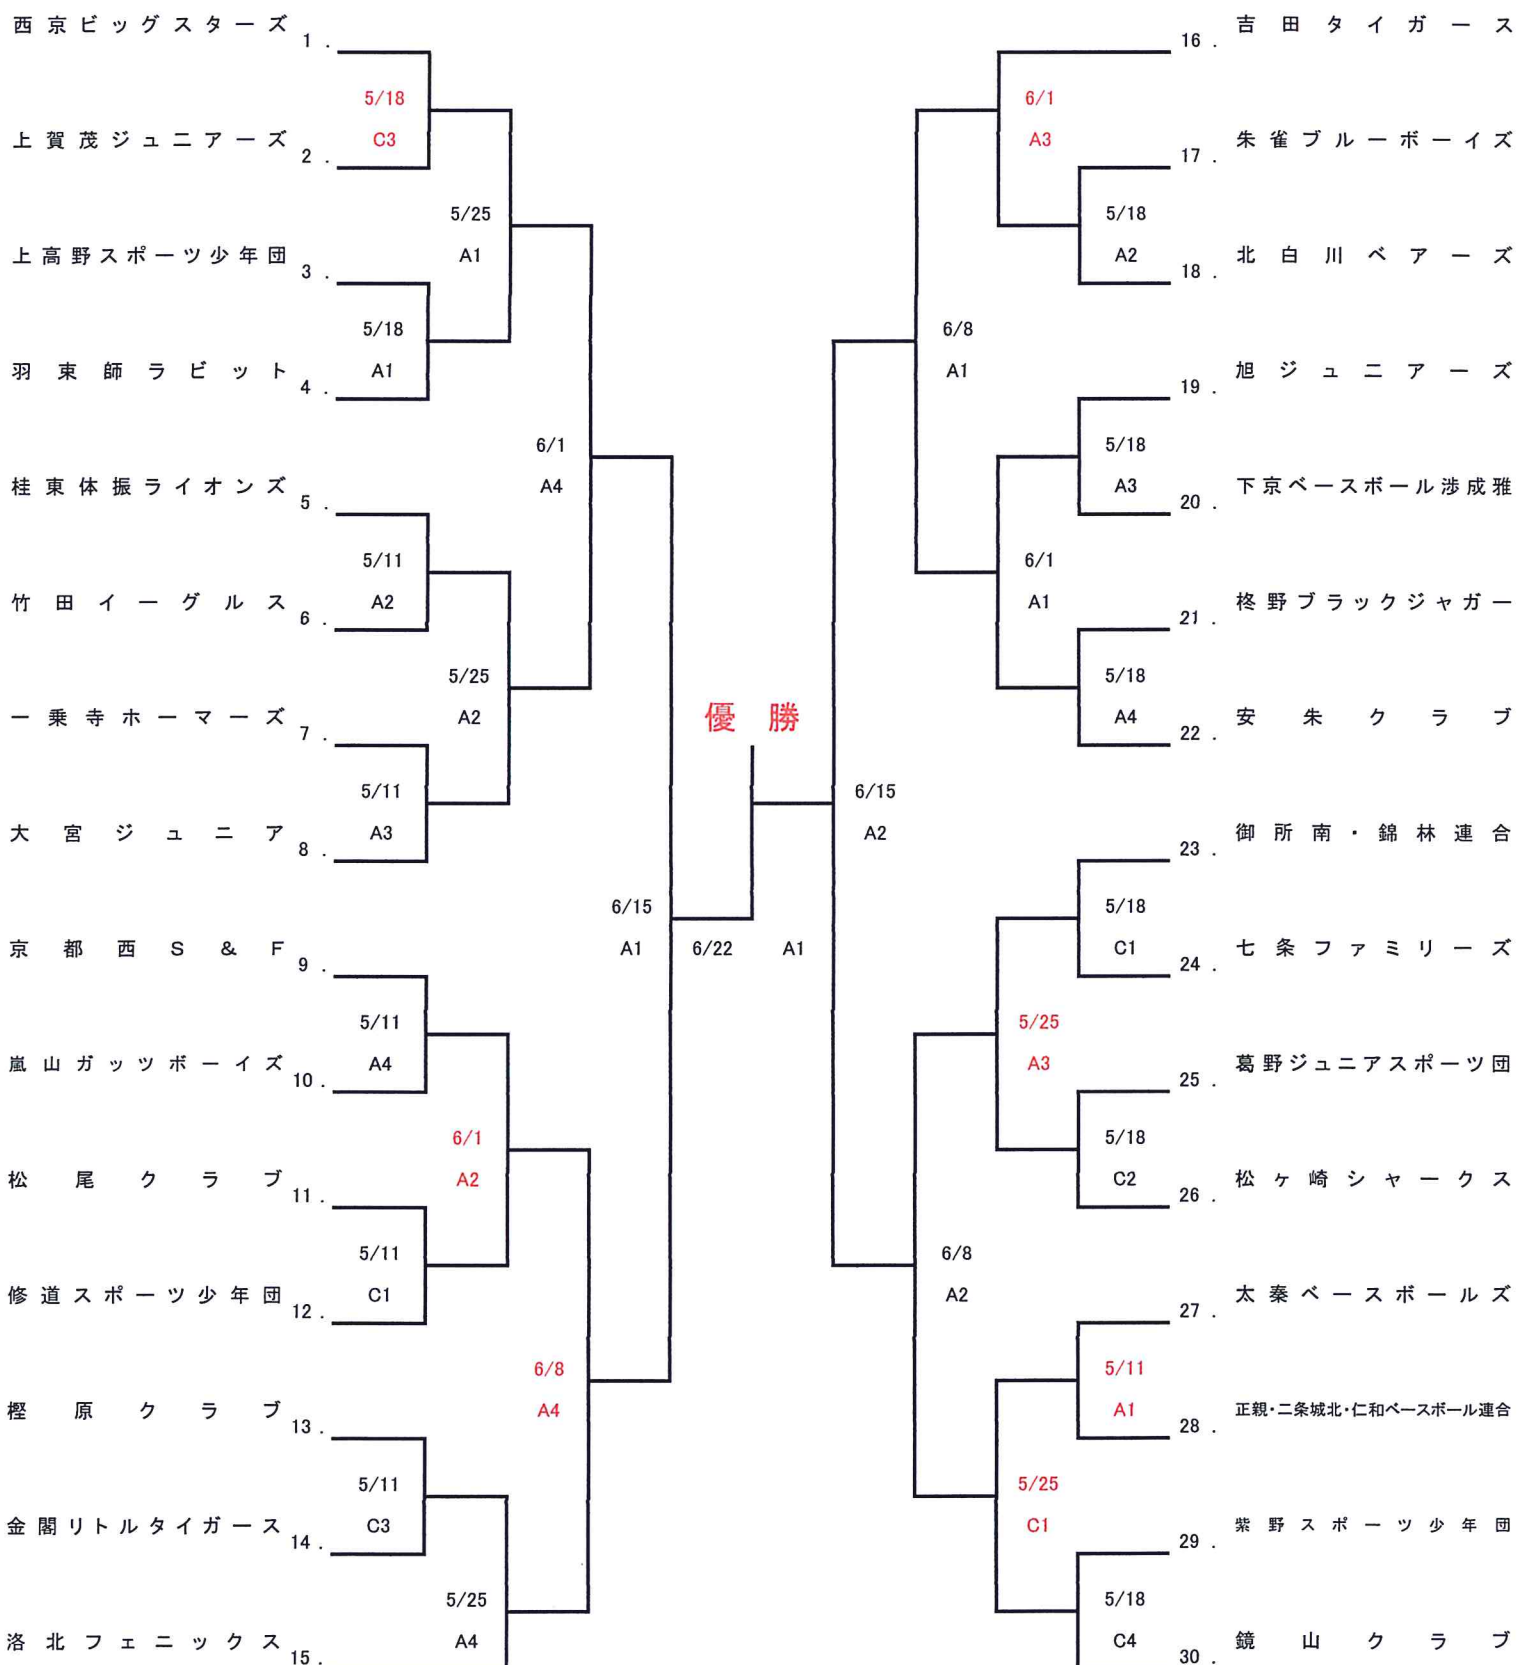 西京ビッグスターズ 1 .
5/18
C3
上賀茂ジュニアーズ 2 .
5/25
A1
上高野スポーツ少年団 3 .
5/18
A1
羽束師ラビット 4 .
6/1
A4
桂東体振ライオンズ 5 .
5/11
A2
竹田イーグルス 6 .
5/25
A2
一乗寺ホーマーズ 7 .
5/11
A3
大宮ジュニア 8 .
6/15
A1
京都西S&F 9 .
5/11
A4
嵐山ガッツボーイズ 10 .
6/1
A2
松尾クラブ 11 .
5/11
C1
修道スポーツ少年団 12 .
6/8
A4
樫原クラブ 13 .
5/11
C3
金閣リトルタイガース 14 .
5/25
A4
洛北フェニックス 15 .
優勝
6/22 A1
16 . 吉田タイガース
6/1
A3
17 . 朱雀ブルーボーイズ
5/18
A2
18 . 北白川ベアーズ
6/8
A1
19 . 旭ジュニアーズ
5/18
A3
20 . 下京ベースボール渉成雅
6/1
A1
21 . 柊野ブラックジャガー
5/18
A4
22 . 安朱クラブ
6/15
A2
23 . 御所南・錦林連合
5/18
C1
24 . 七条ファミリーズ
5/25
A3
25 . 葛野ジュニアスポーツ団
5/18
C2
26 . 松ヶ崎シャークス
6/8
A2
27 . 太秦ベースボールズ
5/11
A1
28 . 正親・二条城北・仁和ベースボール連合
5/25
C1
29 . 紫野スポーツ少年団
5/18
C4
30 . 鏡山クラブ